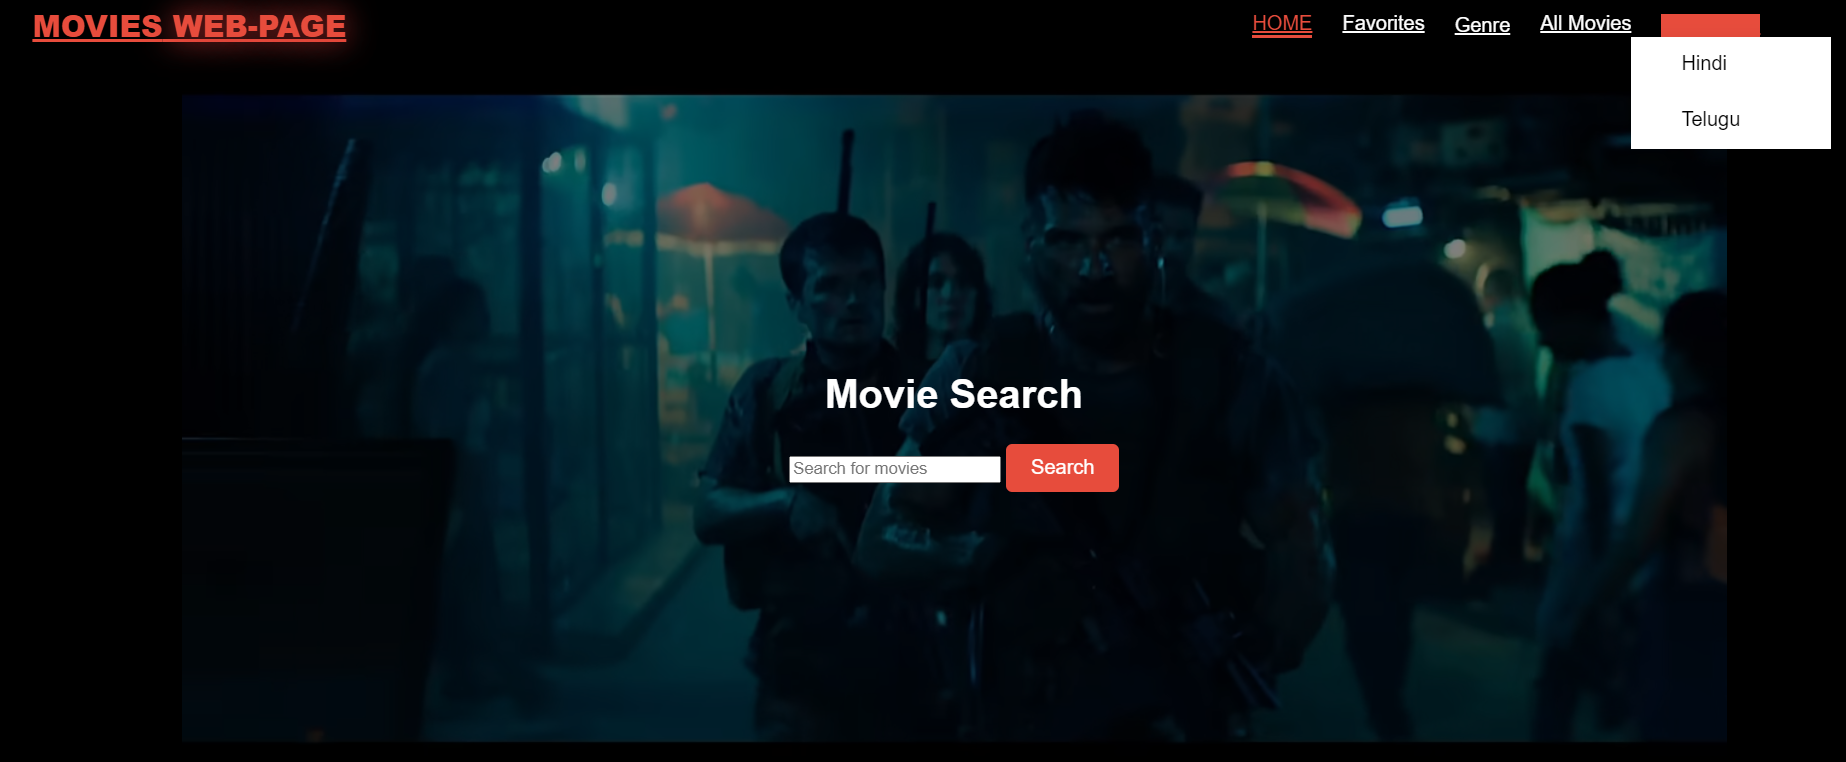 MOVIES WEB-PAGE
HOME Favorites Genre All Movies
Hindi
Telugu
Movie Search
Search for movies Search